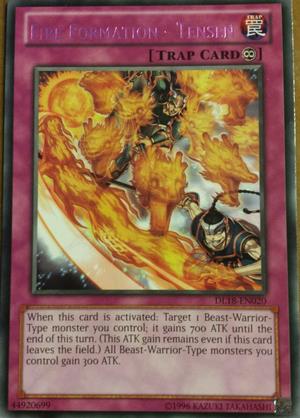 FIRE FORMATION - TENSEN
TRAP
罠
[TRAP CARD]
DL18-EN020
When this card is activated: Target 1 Beast-Warrior-
Type monster you control; it gains 700 ATK until the
end of this turn. (This ATK gain remains even if this card
leaves the field.) All Beast-Warrior-Type monsters you
control gain 300 ATK.
44920699
©1996 KAZUKI TAKAHASHI